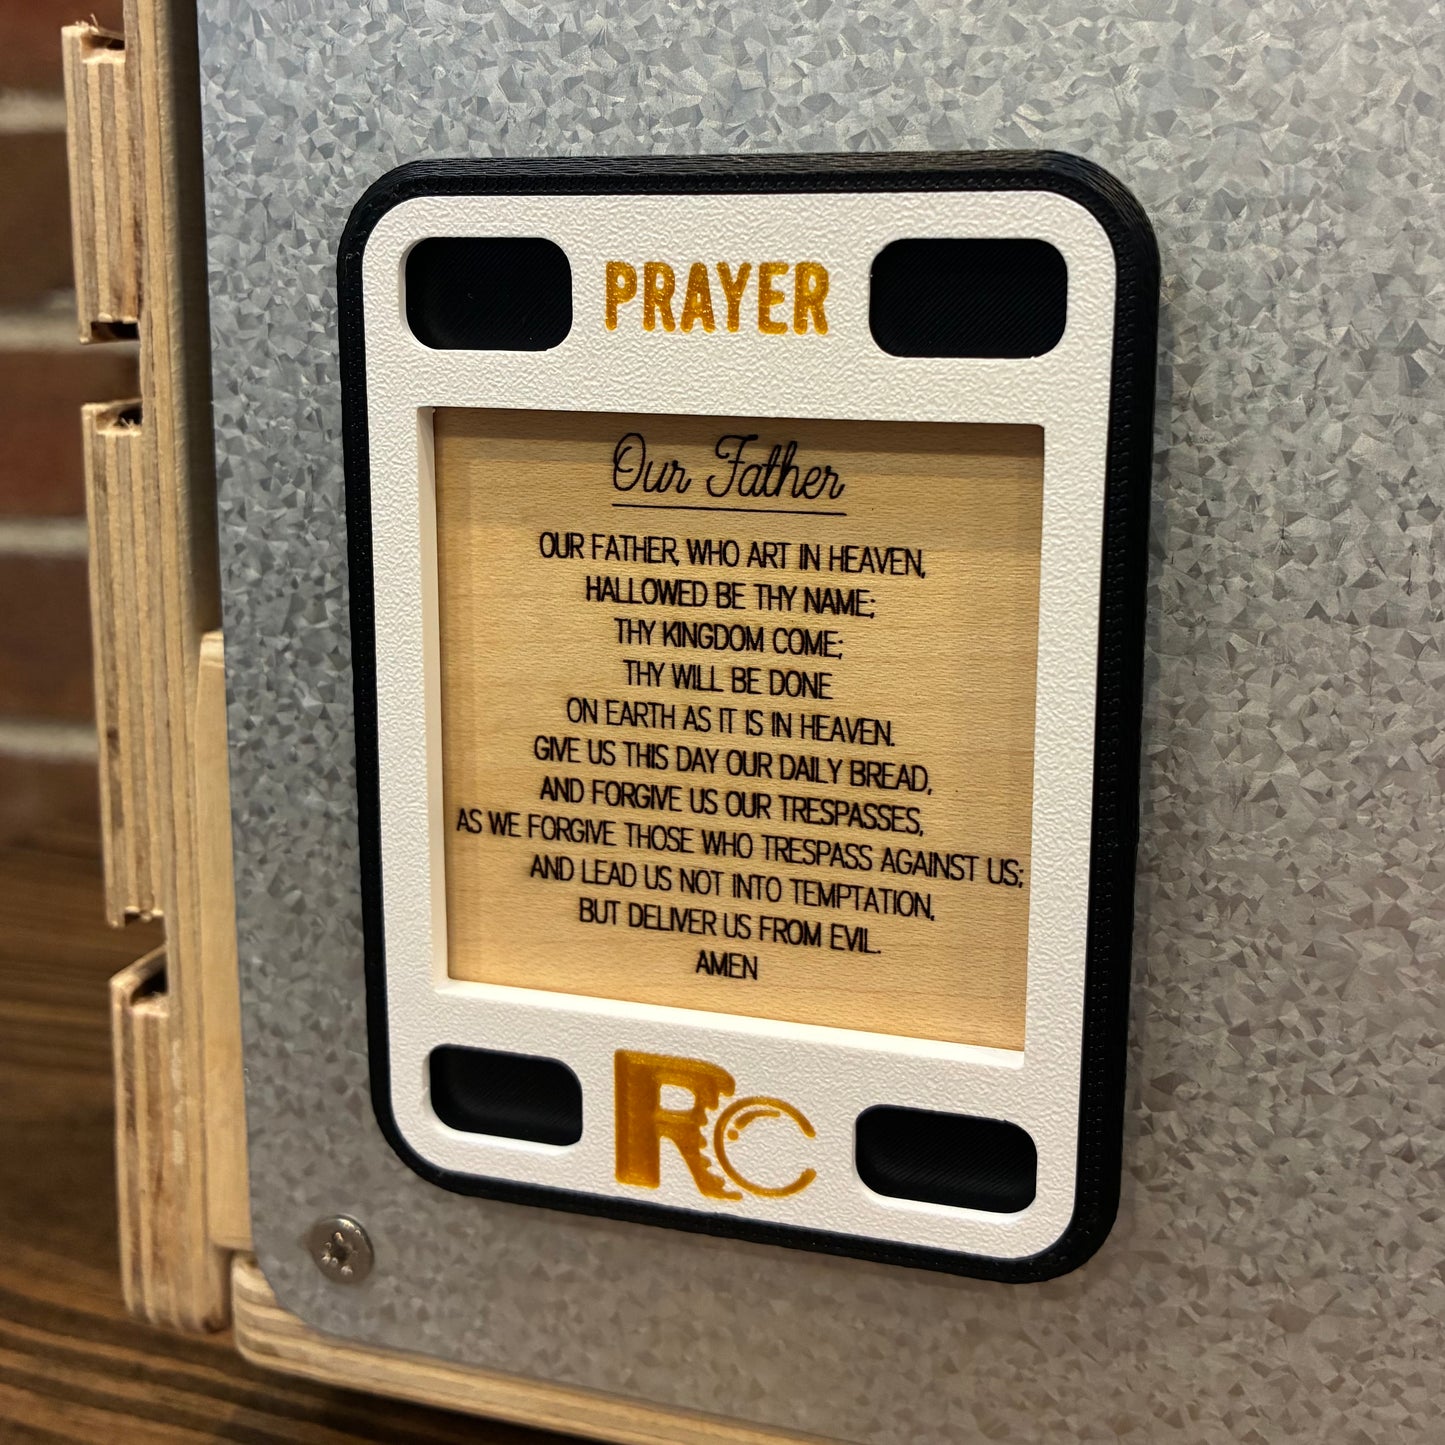 PRAYER
Our Father
OUR FATHER, WHO ART IN HEAVEN,
HALLOWED BE THY NAME;
THY KINGDOM COME;
THY WILL BE DONE
ON EARTH AS IT IS IN HEAVEN.
GIVE US THIS DAY OUR DAILY BREAD,
AND FORGIVE US OUR TRESPASSES,
AS WE FORGIVE THOSE WHO TRESPASS AGAINST US;
AND LEAD US NOT INTO TEMPTATION,
BUT DELIVER US FROM EVIL.
AMEN
RC